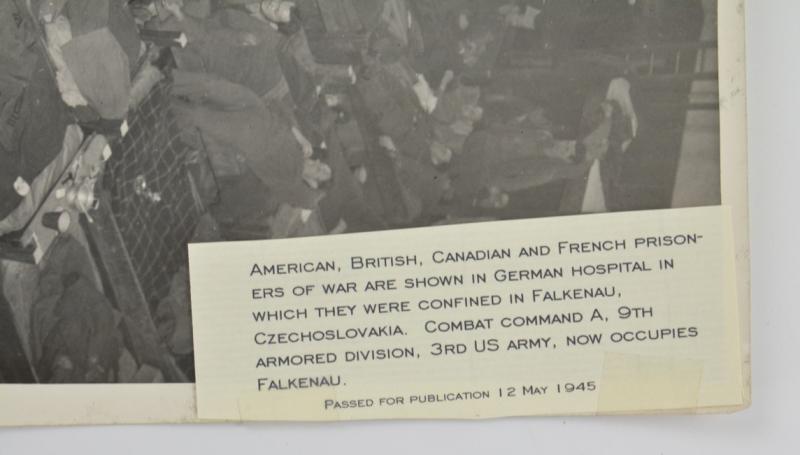 American, British, Canadian and French prison-
ers of war are shown in German hospital in
which they were confined in Falkenau,
Czechoslovakia. Combat command A, 9th
armored division, 3rd US army, now occupies
Falkenau.
Passed for publication 12 May 1945